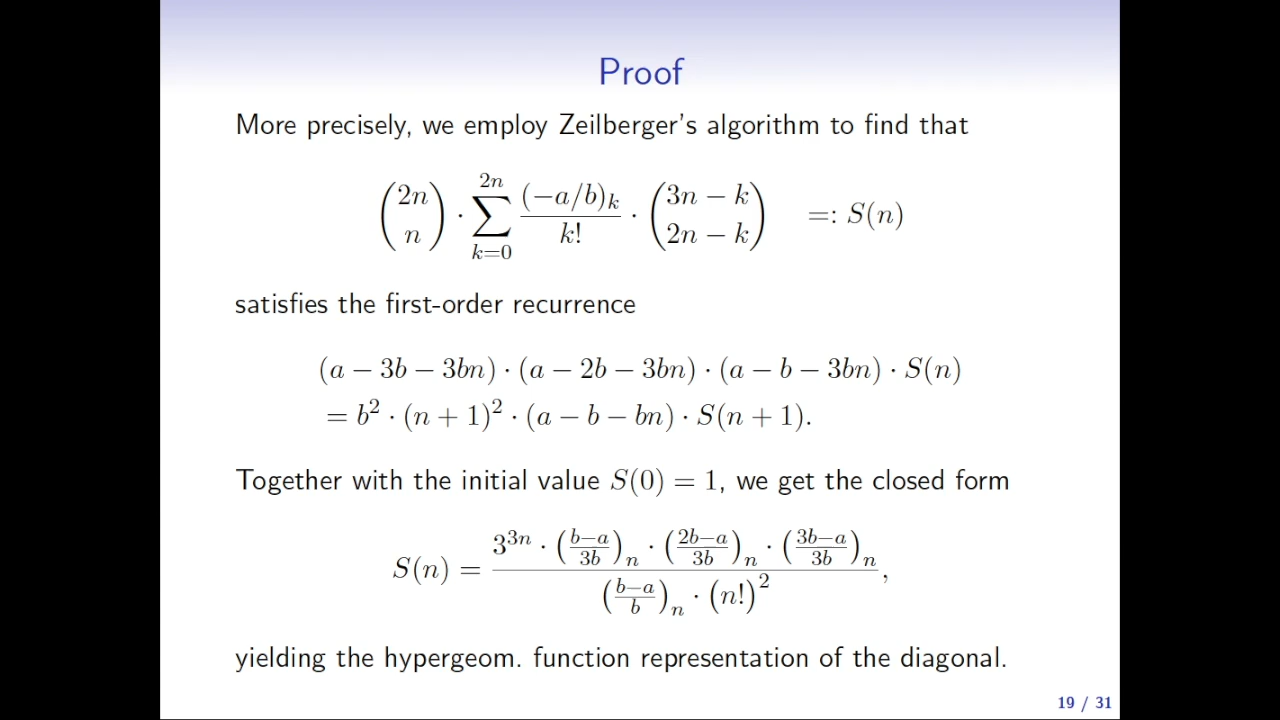 Proof
More precisely, we employ Zeilberger's algorithm to find that
$\binom{2n}{n} \cdot \sum_{k=0}^{2n} \frac{(-a/b)_k}{k!} \cdot \binom{3n-k}{2n-k} \quad =: S(n)$
satisfies the first-order recurrence
$(a - 3b - 3bn) \cdot (a - 2b - 3bn) \cdot (a - b - 3bn) \cdot S(n)$
$= b^2 \cdot (n + 1)^2 \cdot (a - b - bn) \cdot S(n + 1).$
Together with the initial value $S(0) = 1$, we get the closed form
$S(n) = \frac{3^{3n} \cdot \left(\frac{b-a}{3b}\right)_n \cdot \left(\frac{2b-a}{3b}\right)_n \cdot \left(\frac{3b-a}{3b}\right)_n}{\left(\frac{b-a}{b}\right)_n \cdot (n!)^2},$
yielding the hypergeom. function representation of the diagonal.
19 / 31